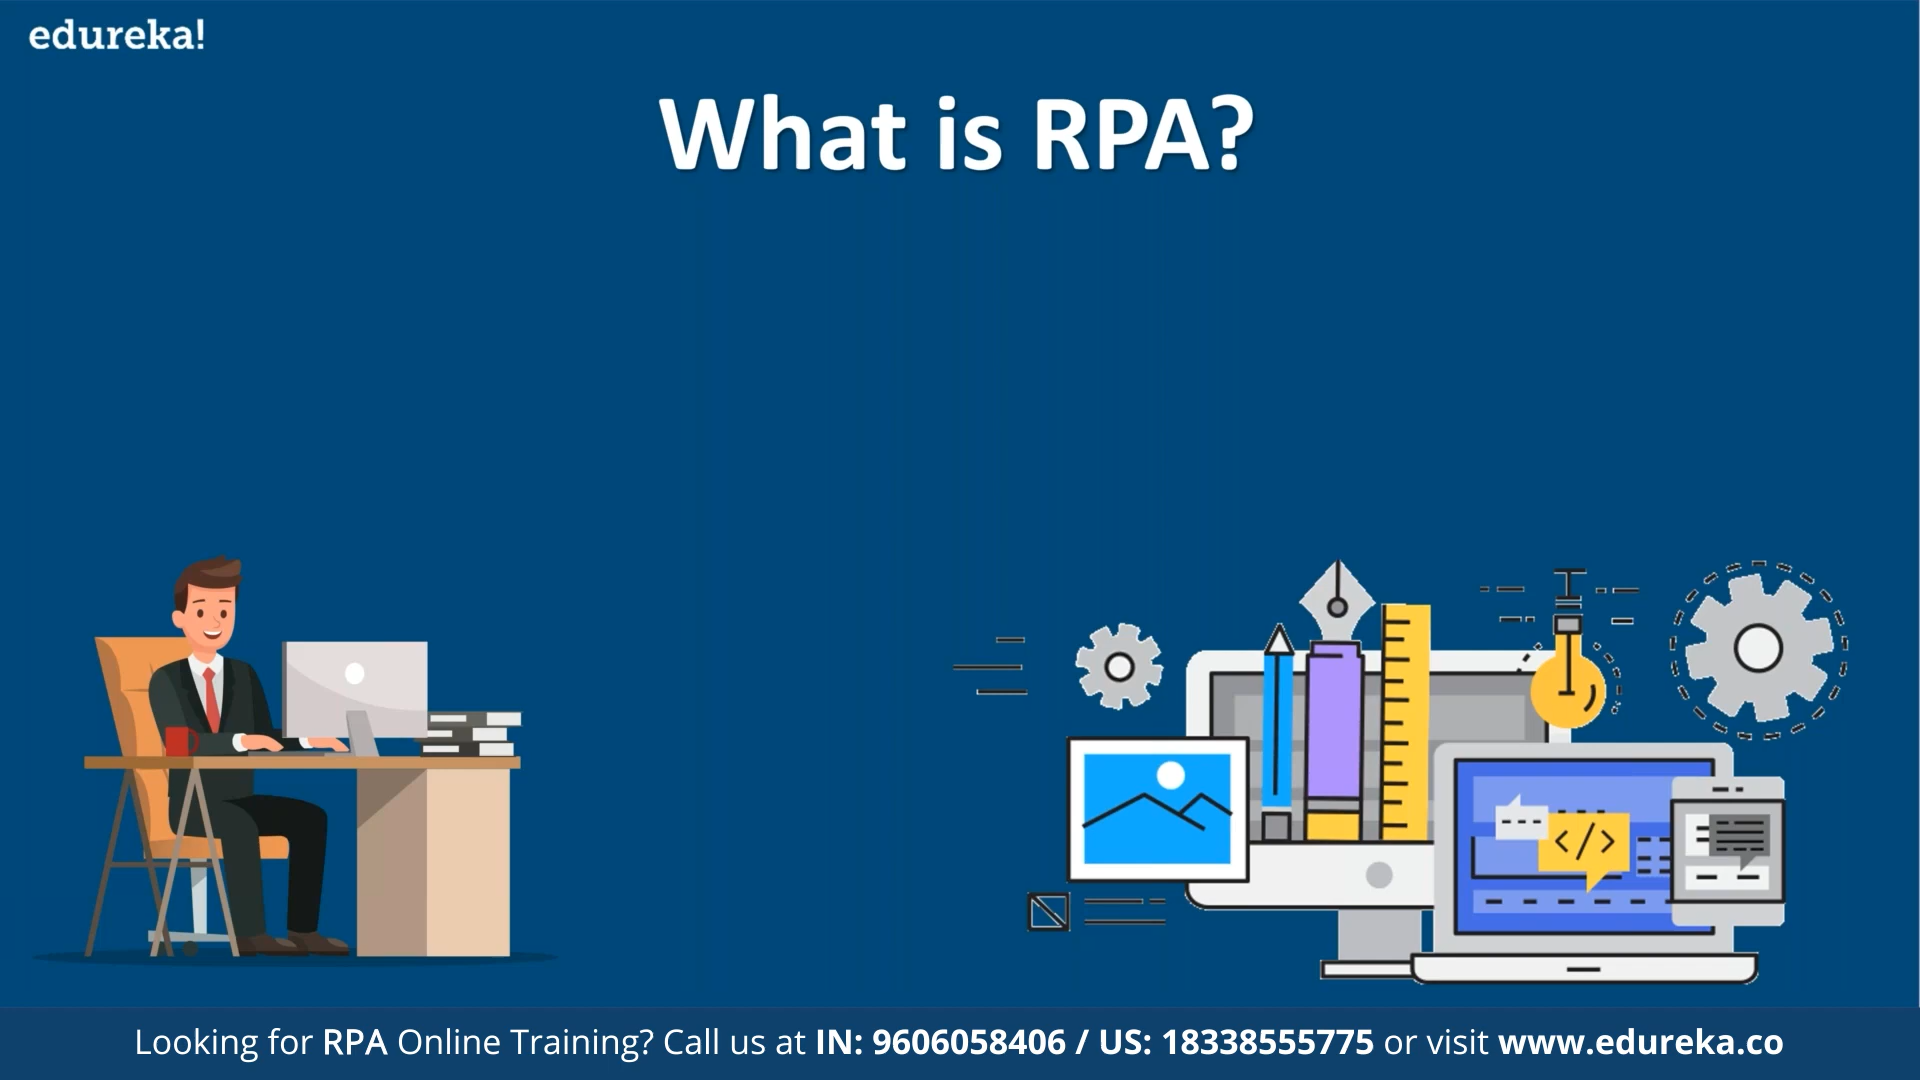 edureka!
What is RPA?
</>
Looking for RPA Online Training? Call us at IN: 9606058406 / US: 18338555775 or visit www.edureka.co